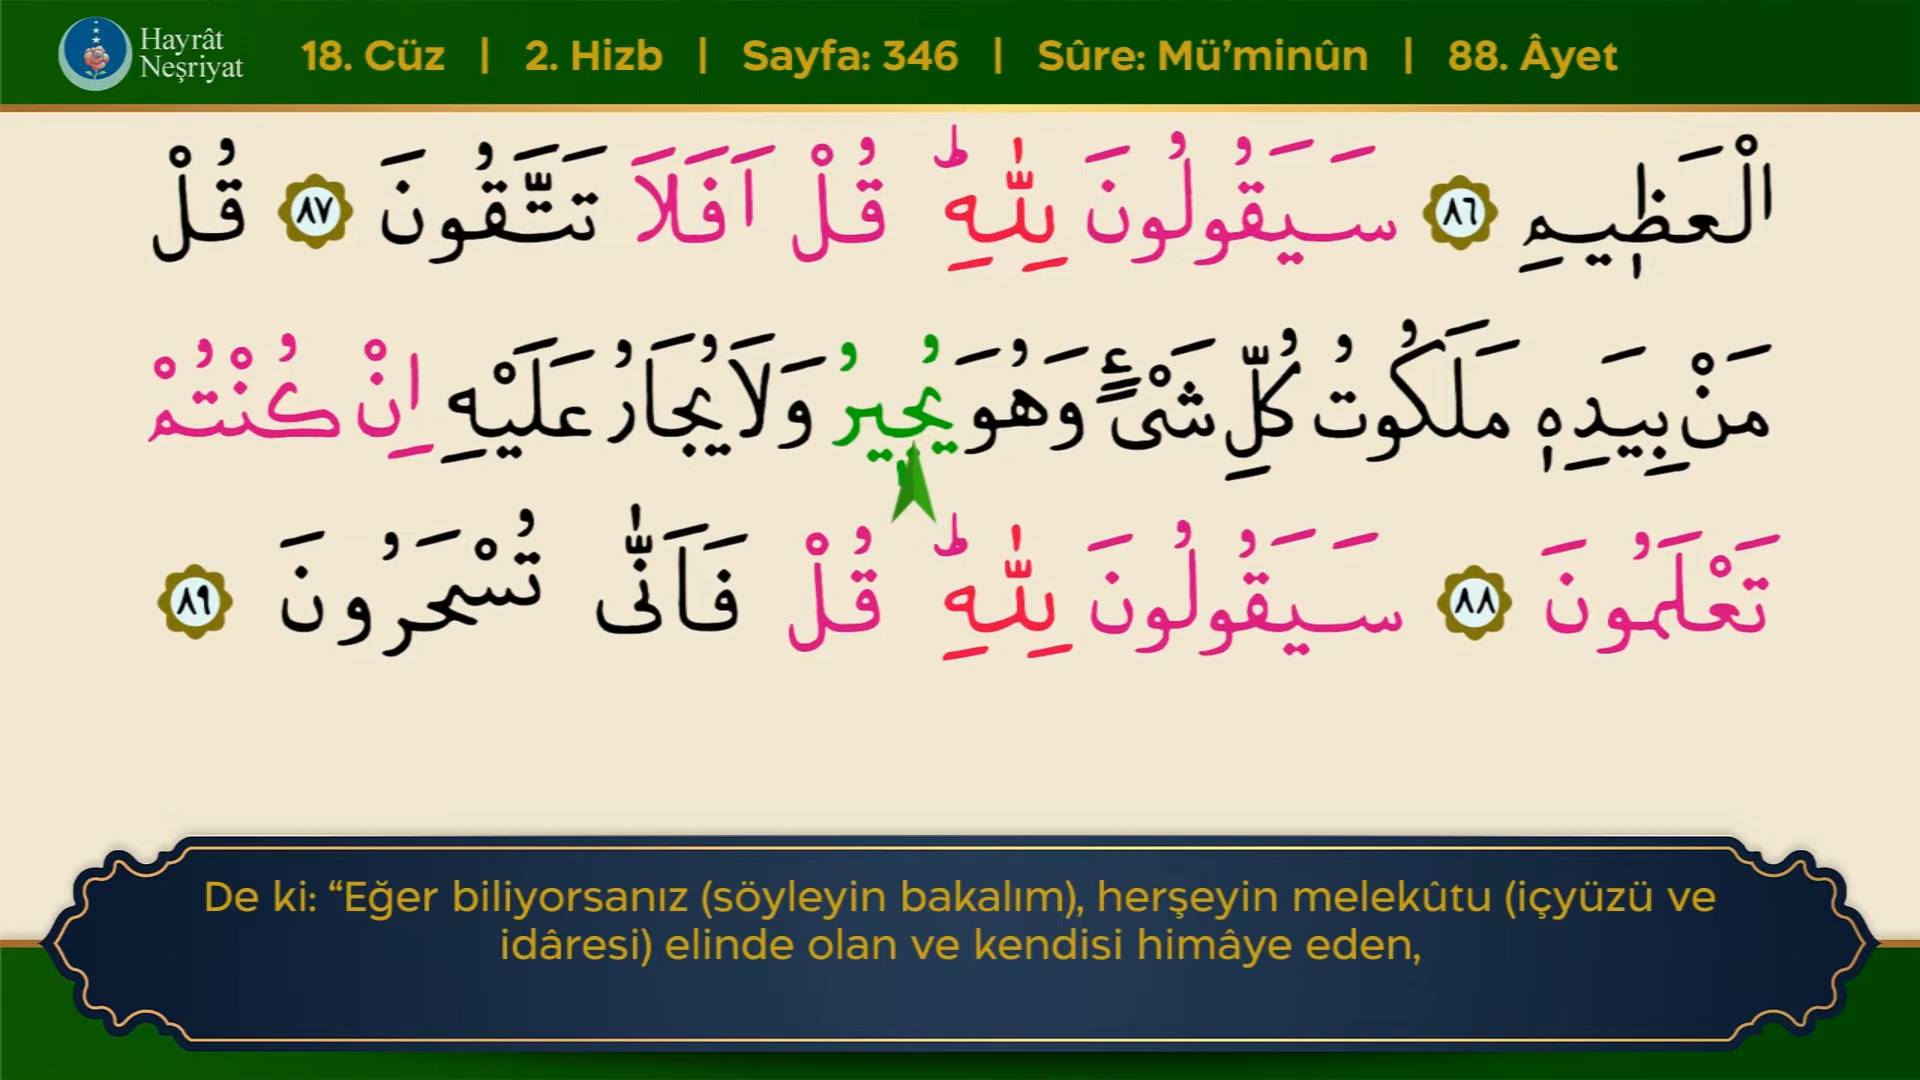 Hayrât
Neşriyat
18. Cüz | 2. Hizb | Sayfa: 346 | Sûre: Mü’minûn | 88. Âyet
الْعَظ۪يمِ ٨٦ سَيَقُولُونَ لِلّٰهِۜ قُلْ اَفَلَا تَتَّقُونَ ٨٧ قُلْ
مَنْ بِيَدِه۪ مَلَكُوتُ كُلِّ شَيْءٍ وَهُوَ يُج۪يرُ وَلَا يُجَارُ عَلَيْهِ اِنْ كُنْتُمْ
تَعْلَمُونَ ٨٨ سَيَقُولُونَ لِلّٰهِۜ قُلْ فَاَنّٰى تُسْحَرُونَ ٨٩
De ki: “Eğer biliyorsanız (söyleyin bakalım), herşeyin melekûtu (içyüzü ve
idâresi) elinde olan ve kendisi himâye eden,